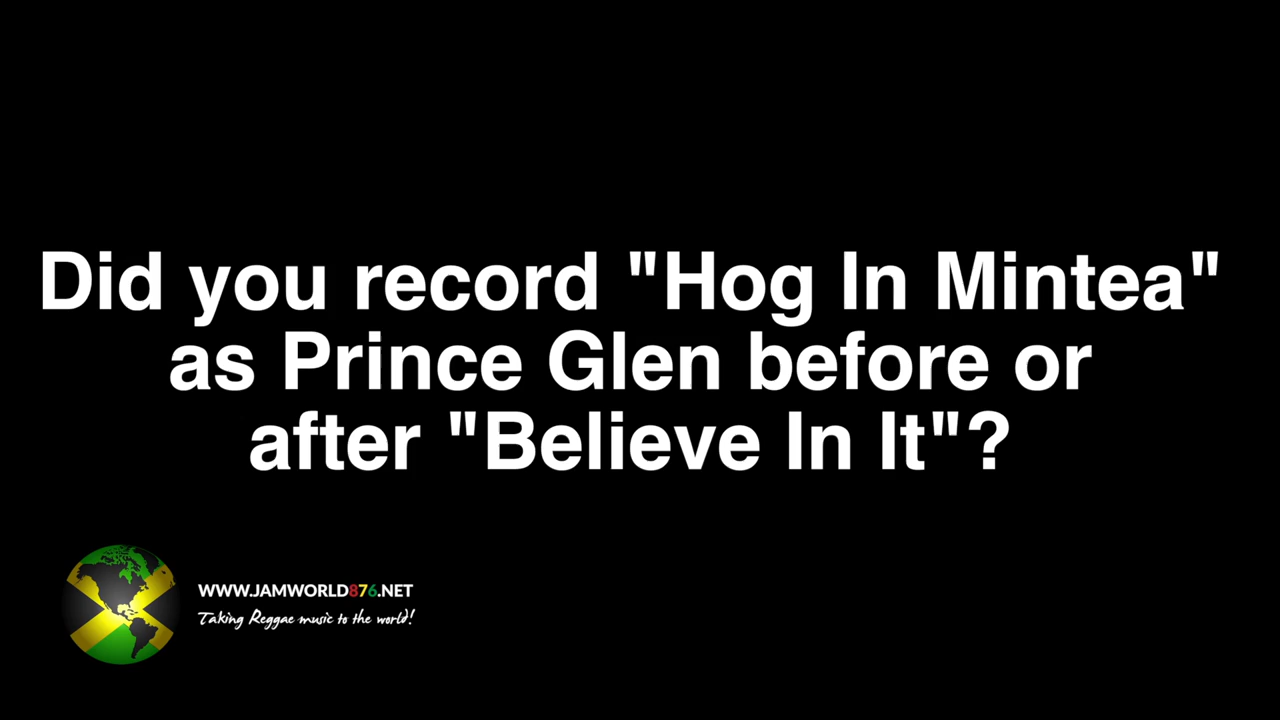 Did you record "Hog In Mintea"
as Prince Glen before or
after "Believe In It"?
WWW.JAMWORLD876.NET
Taking Reggae music to the world!